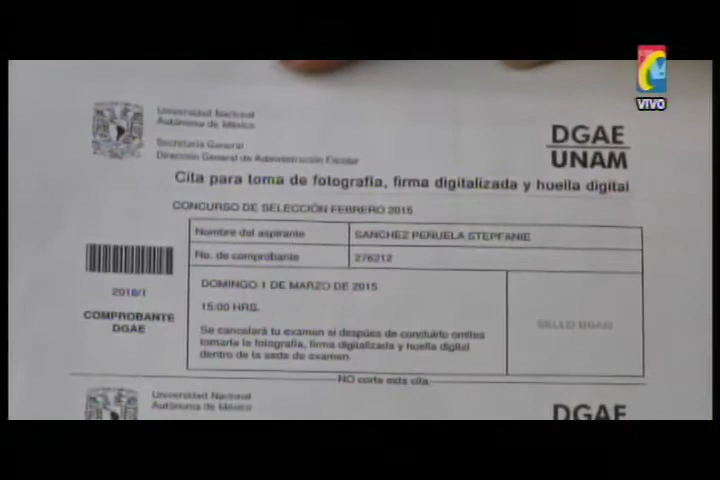 VIVO
Universidad Nacional
Autónoma de México
Secretaría General
Dirección General de Administración Escolar
DGAE
UNAM
Cita para toma de fotografía, firma digitalizada y huella digital
CONCURSO DE SELECCIÓN FEBRERO 2015
Nombre del aspirante SANCHEZ PEÑUELA STEPFANIE
No. de comprobante 276212
2016/1
COMPROBANTE
DGAE
DOMINGO 1 DE MARZO DE 2015
15:00 HRS.
Se cancelará tu examen si después de concluirlo omites
tomarte la fotografía, firma digitalizada y huella digital
dentro de la sede de examen.
SELLO UNAM
NO corte esta cita
Universidad Nacional
Autónoma de México
DGAE